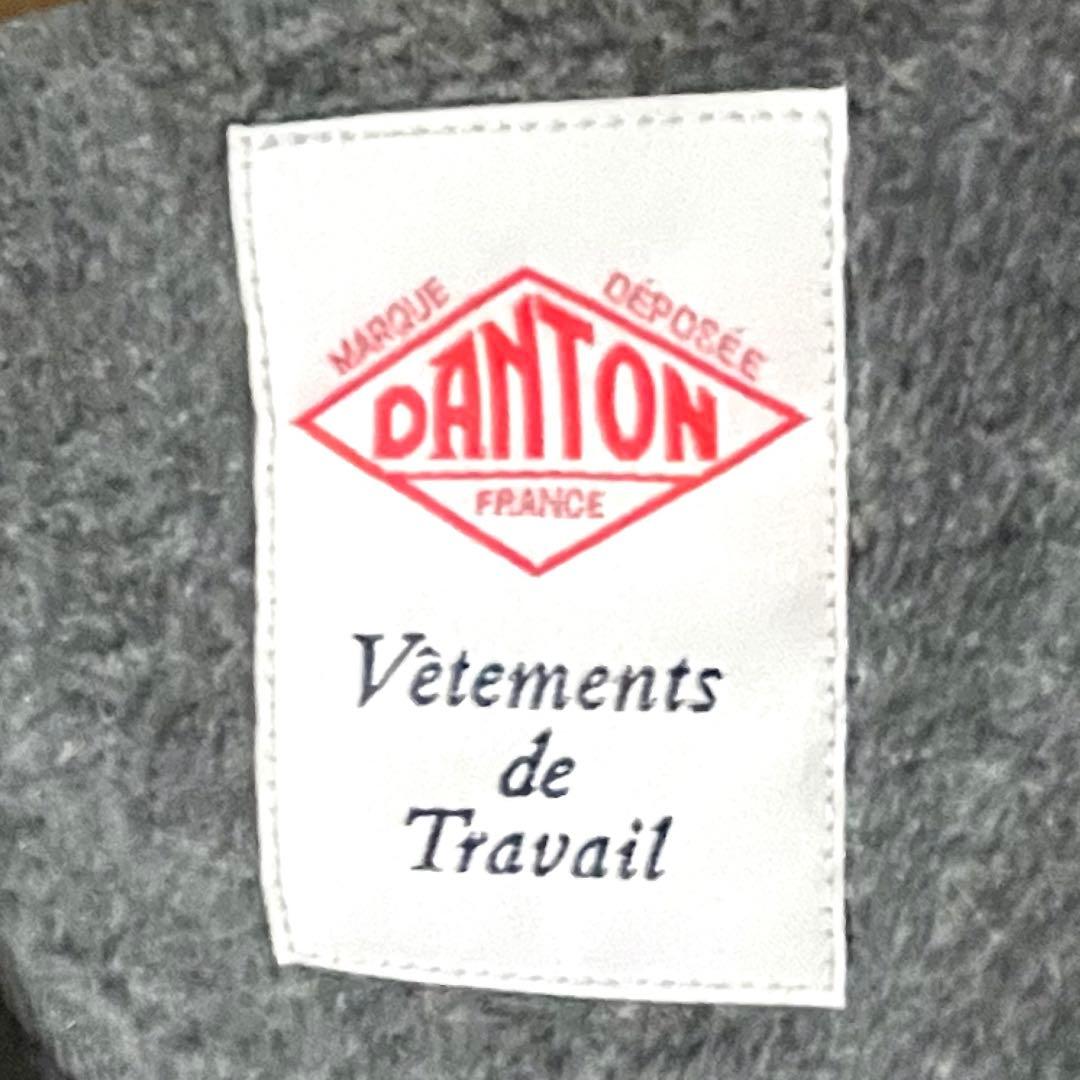 MARQUE DÉPOSÉE
DANTON
FRANCE
Vêtements
de
Travail